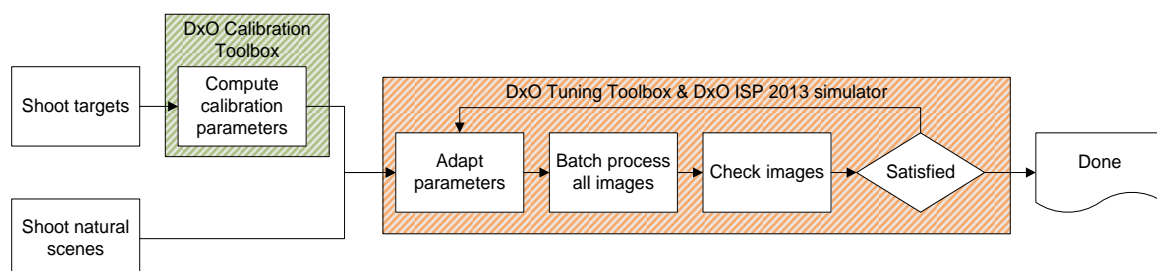 DxO Calibration
Toolbox
Shoot targets
Compute
calibration
parameters
DxO Tuning Toolbox & DxO ISP 2013 simulator
Adapt
parameters
Batch process
all images
Check images
Satisfied
Done
Shoot natural
scenes